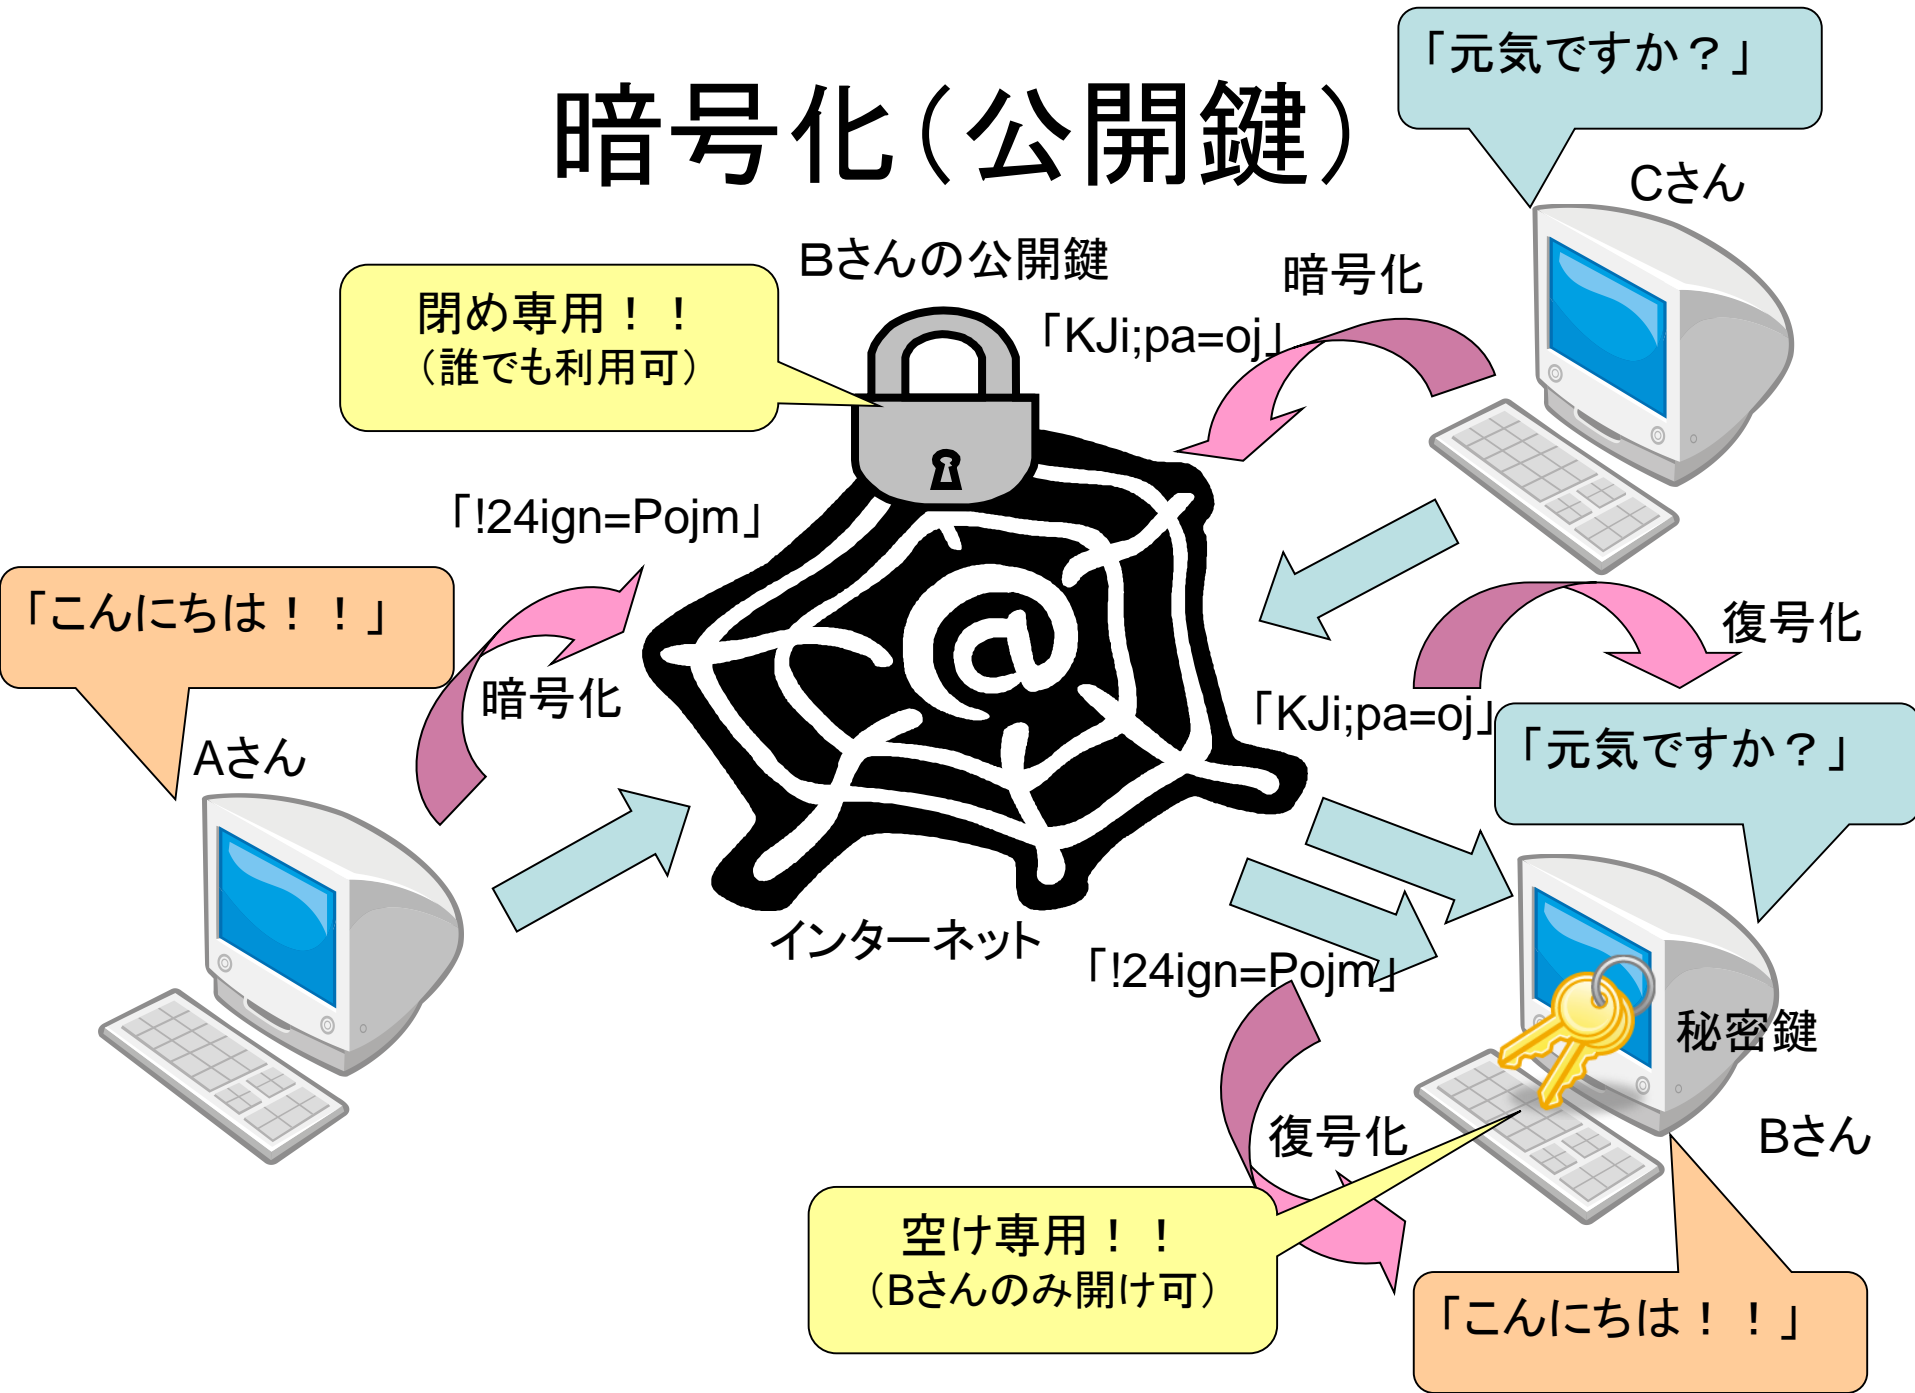 「元気ですか？」
暗号化（公開鍵）
Cさん
Bさんの公開鍵
暗号化
閉め専用！！
（誰でも利用可）
「KJi;pa=oj」
「!24ign=Pojm」
「こんにちは！！」
復号化
暗号化
「KJi;pa=oj」
「元気ですか？」
Aさん
インターネット
「!24ign=Pojm」
秘密鍵
復号化
Bさん
空け専用！！
（Bさんのみ開け可）
「こんにちは！！」